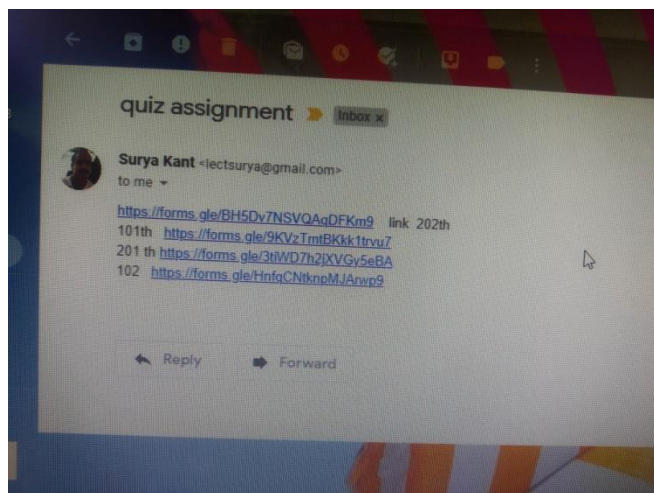 quiz assignment
Inbox x
Surya Kant <lectsurya@gmail.com>
to me
https://forms.gle/BH5Dv7NSVQAqDFKm9 link 202th
101th https://forms.gle/9KVzTmtBKkk1trvu7
201 th https://forms.gle/3tiWD7h2jXVGy5eBA
102 https://forms.gle/HnfqCNtknpMJArwp9
Reply Forward